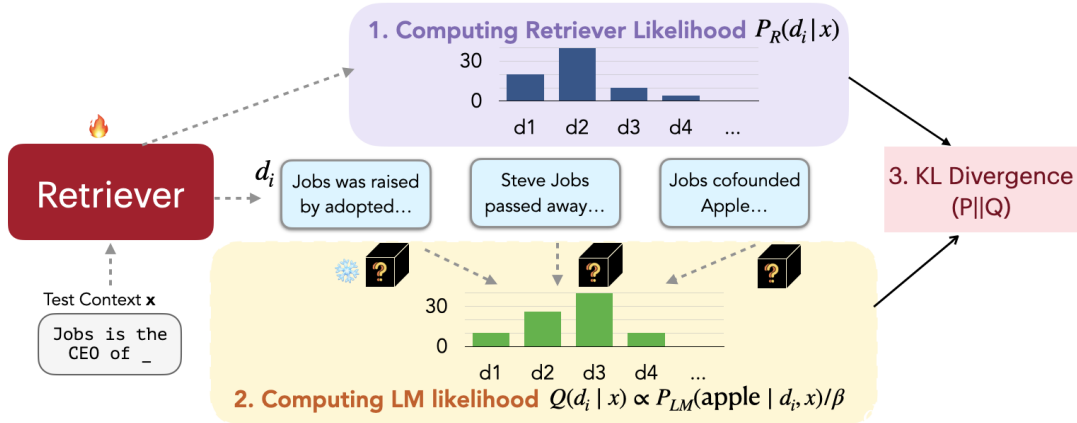 1. Computing Retriever Likelihood P_R(d_i|x)
30
0
d1 d2 d3 d4 ...
Retriever
d_i
Jobs was raised
by adopted...
Steve Jobs
passed away...
Jobs cofounded
Apple...
3. KL Divergence
(P||Q)
Test Context x
Jobs is the
CEO of _
? ? ?
30
0
d1 d2 d3 d4 ...
2. Computing LM likelihood Q(d_i | x) ∝ P_LM(apple | d_i, x)/β